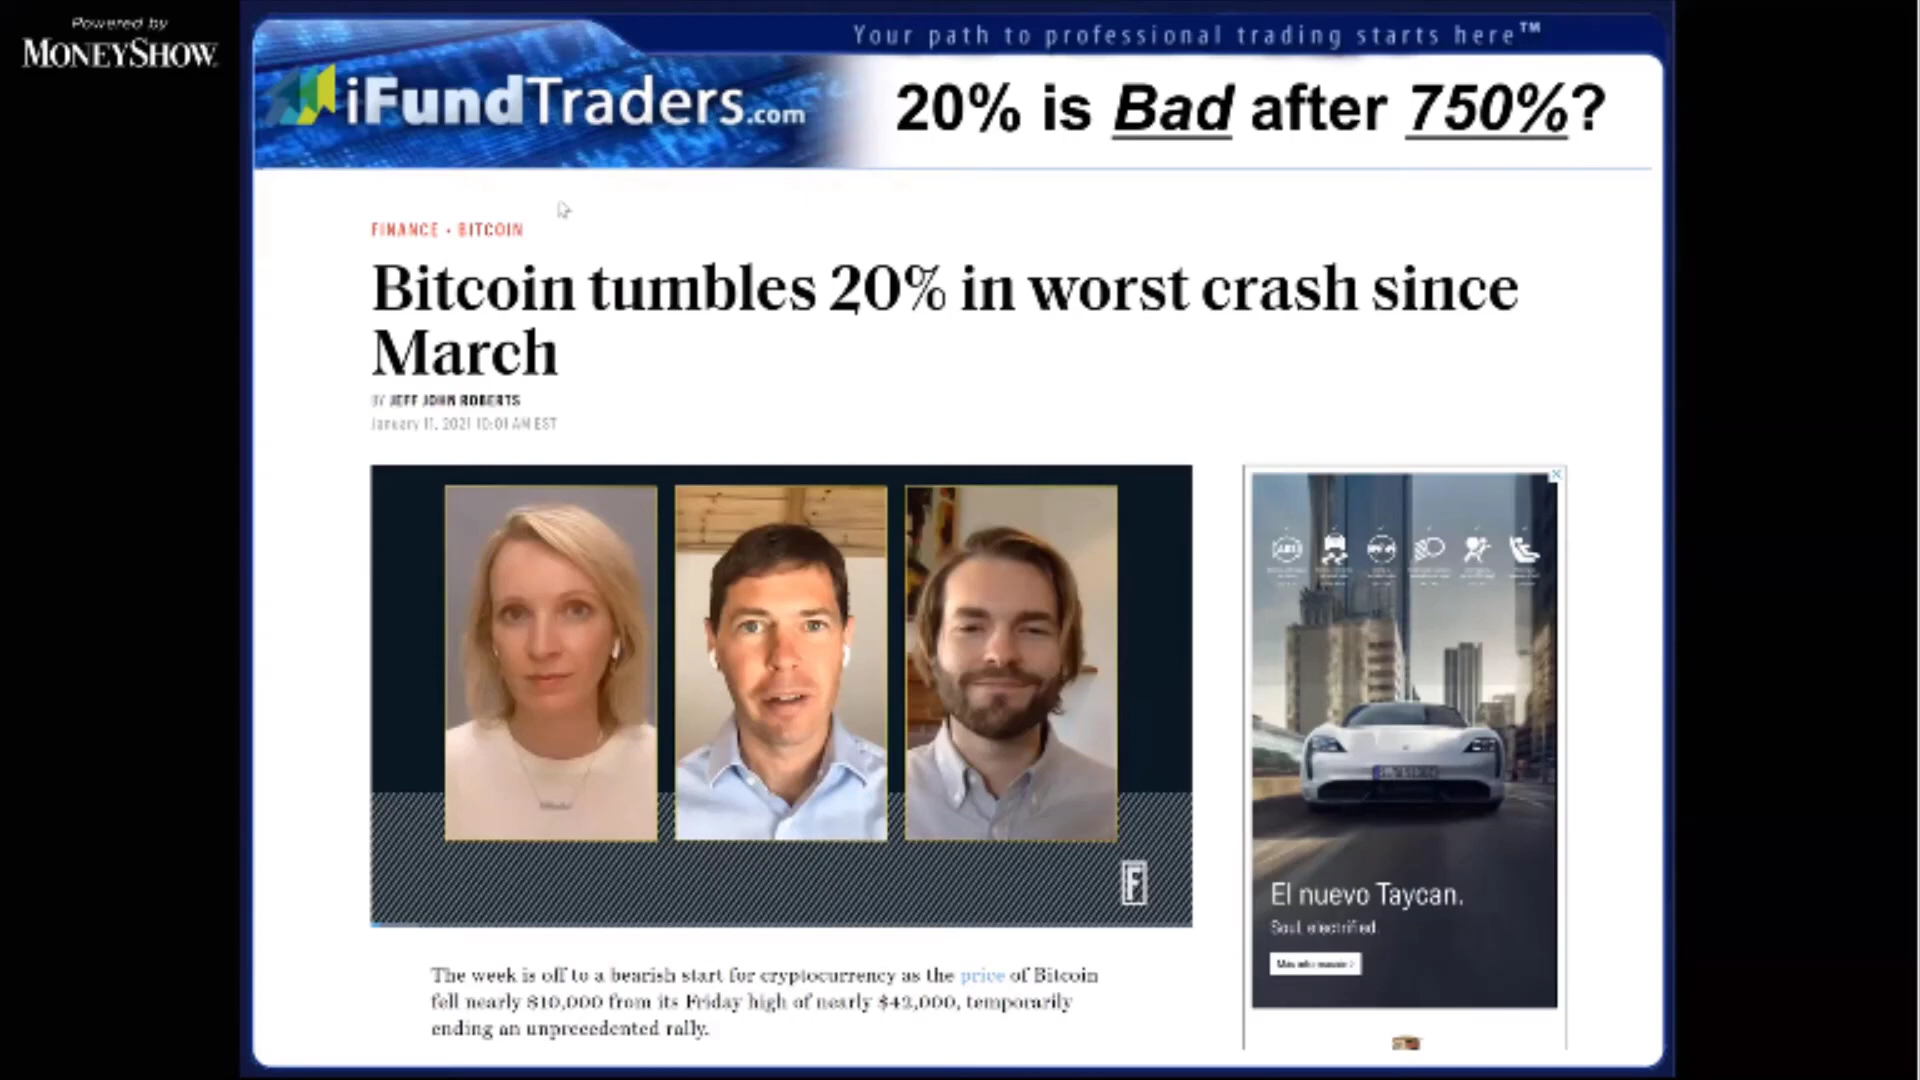 Powered by
MONEYSHOW
Your path to professional trading starts here™
iFundTraders.com
20% is Bad after 750%?
FINANCE • BITCOIN
Bitcoin tumbles 20% in worst crash since
March
BY JEFF JOHN ROBERTS
January 11, 2021 10:01 AM EST
F
El nuevo Taycan.
Soul, electrified.
Más información >
The week is off to a bearish start for cryptocurrency as the price of Bitcoin
fell nearly $10,000 from its Friday high of nearly $42,000, temporarily
ending an unprecedented rally.